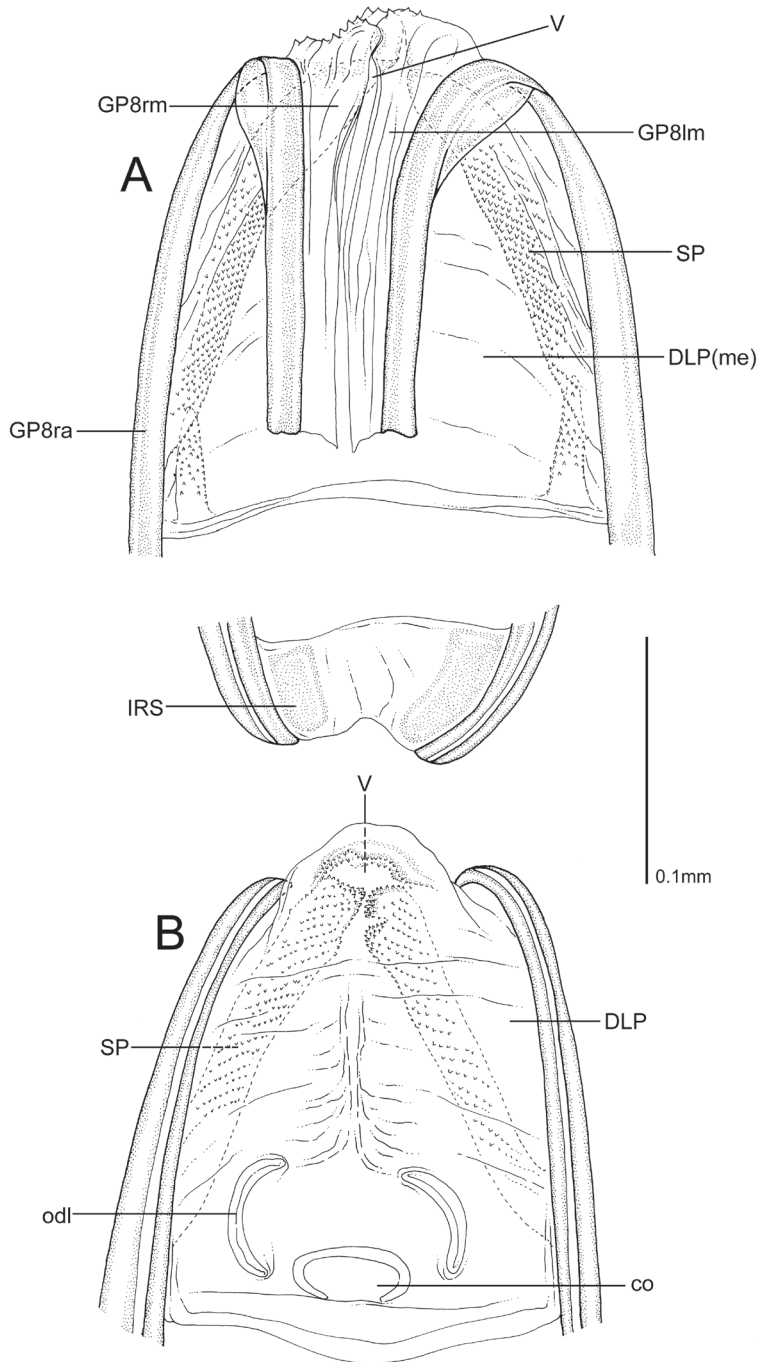 V
GP8rm
GP8lm
A
SP
DLP(me)
GP8ra
IRS
V
0.1mm
B
DLP
SP
odl
co